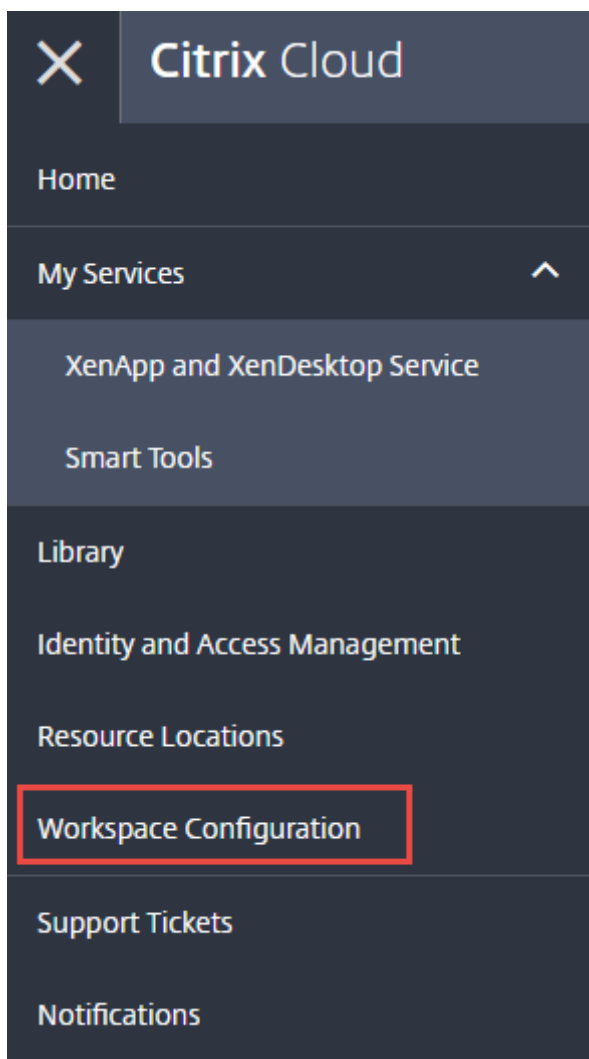 Citrix Cloud
Home
My Services
XenApp and XenDesktop Service
Smart Tools
Library
Identity and Access Management
Resource Locations
Workspace Configuration
Support Tickets
Notifications